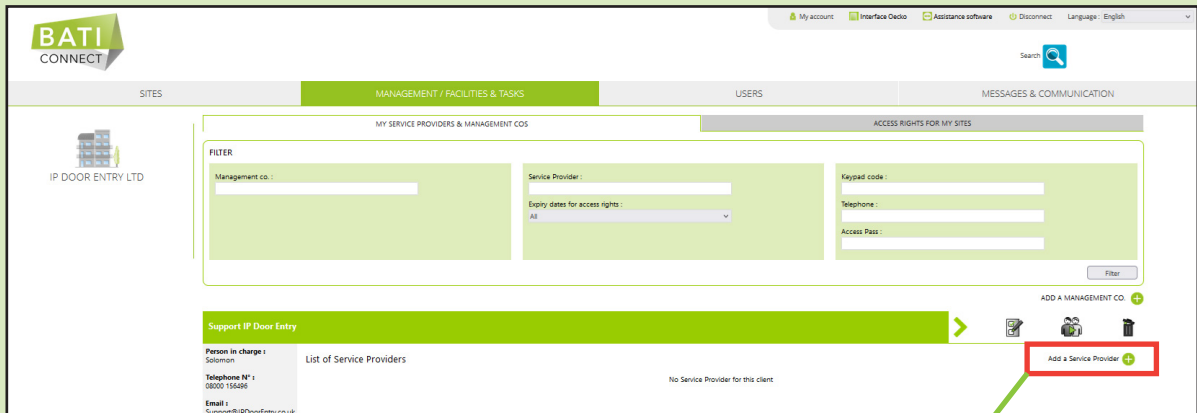 BATI
CONNECT
My account Interface Oecko Assistance software Disconnect Language : English
Search
SITES MANAGEMENT / FACILITIES & TASKS USERS MESSAGES & COMMUNICATION
IP DOOR ENTRY LTD
MY SERVICE PROVIDERS & MANAGEMENT COS ACCESS RIGHTS FOR MY SITES
FILTER
Management co. : Service Provider : Keypad code :
Expiry dates for access rights : Telephone :
All
Access Pass :
Filter
ADD A MANAGEMENT CO.
Support IP Door Entry
Person in charge :
Solomon
List of Service Providers Add a Service Provider
Telephone N° :
08000 156496
No Service Provider for this client
Email :
Support@IPDoorEntry.co.uk